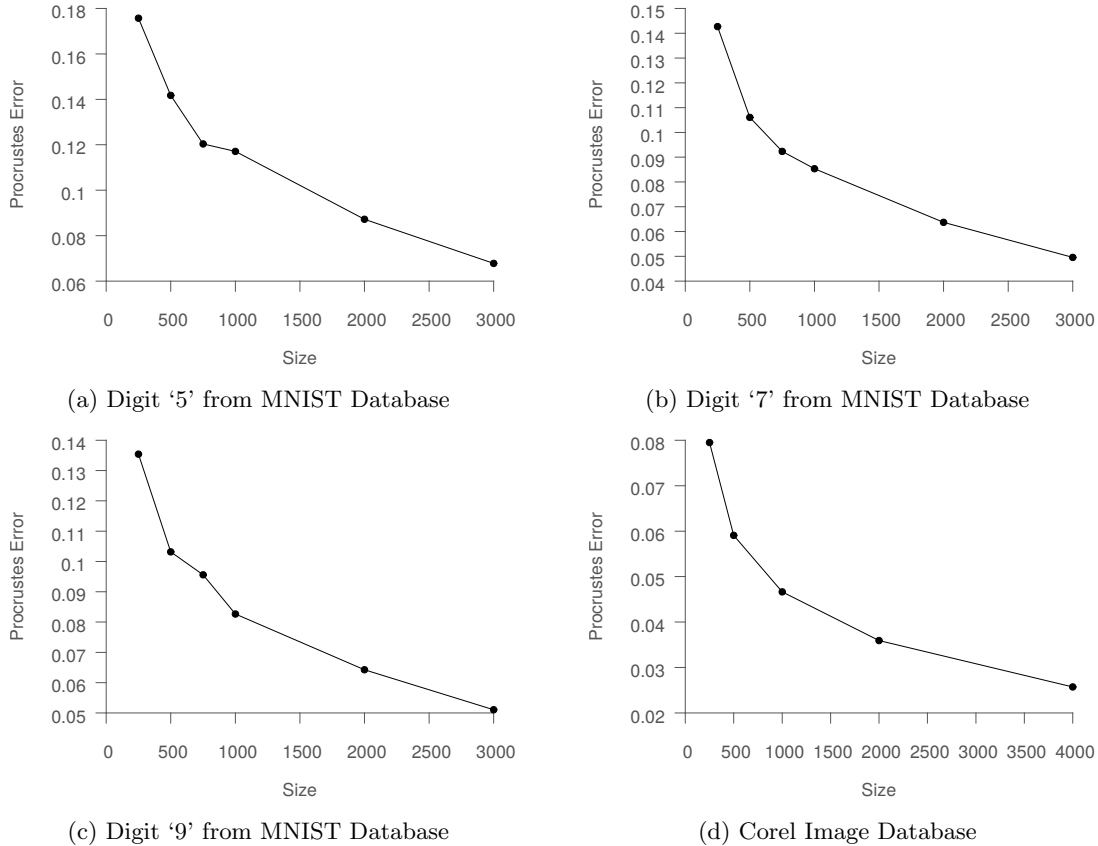 0.18
0.16
0.14
0.12
0.1
0.08
0.06
Procrustes Error
0 500 1000 1500 2000 2500 3000
Size
(a) Digit ‘5’ from MNIST Database
0.15
0.14
0.13
0.12
0.11
0.1
0.09
0.08
0.07
0.06
0.05
0.04
Procrustes Error
0 500 1000 1500 2000 2500 3000
Size
(b) Digit ‘7’ from MNIST Database
0.14
0.13
0.12
0.11
0.1
0.09
0.08
0.07
0.06
0.05
Procrustes Error
0 500 1000 1500 2000 2500 3000
Size
(c) Digit ‘9’ from MNIST Database
0.08
0.07
0.06
0.05
0.04
0.03
0.02
Procrustes Error
0 500 1000 1500 2000 2500 3000 3500 4000
Size
(d) Corel Image Database